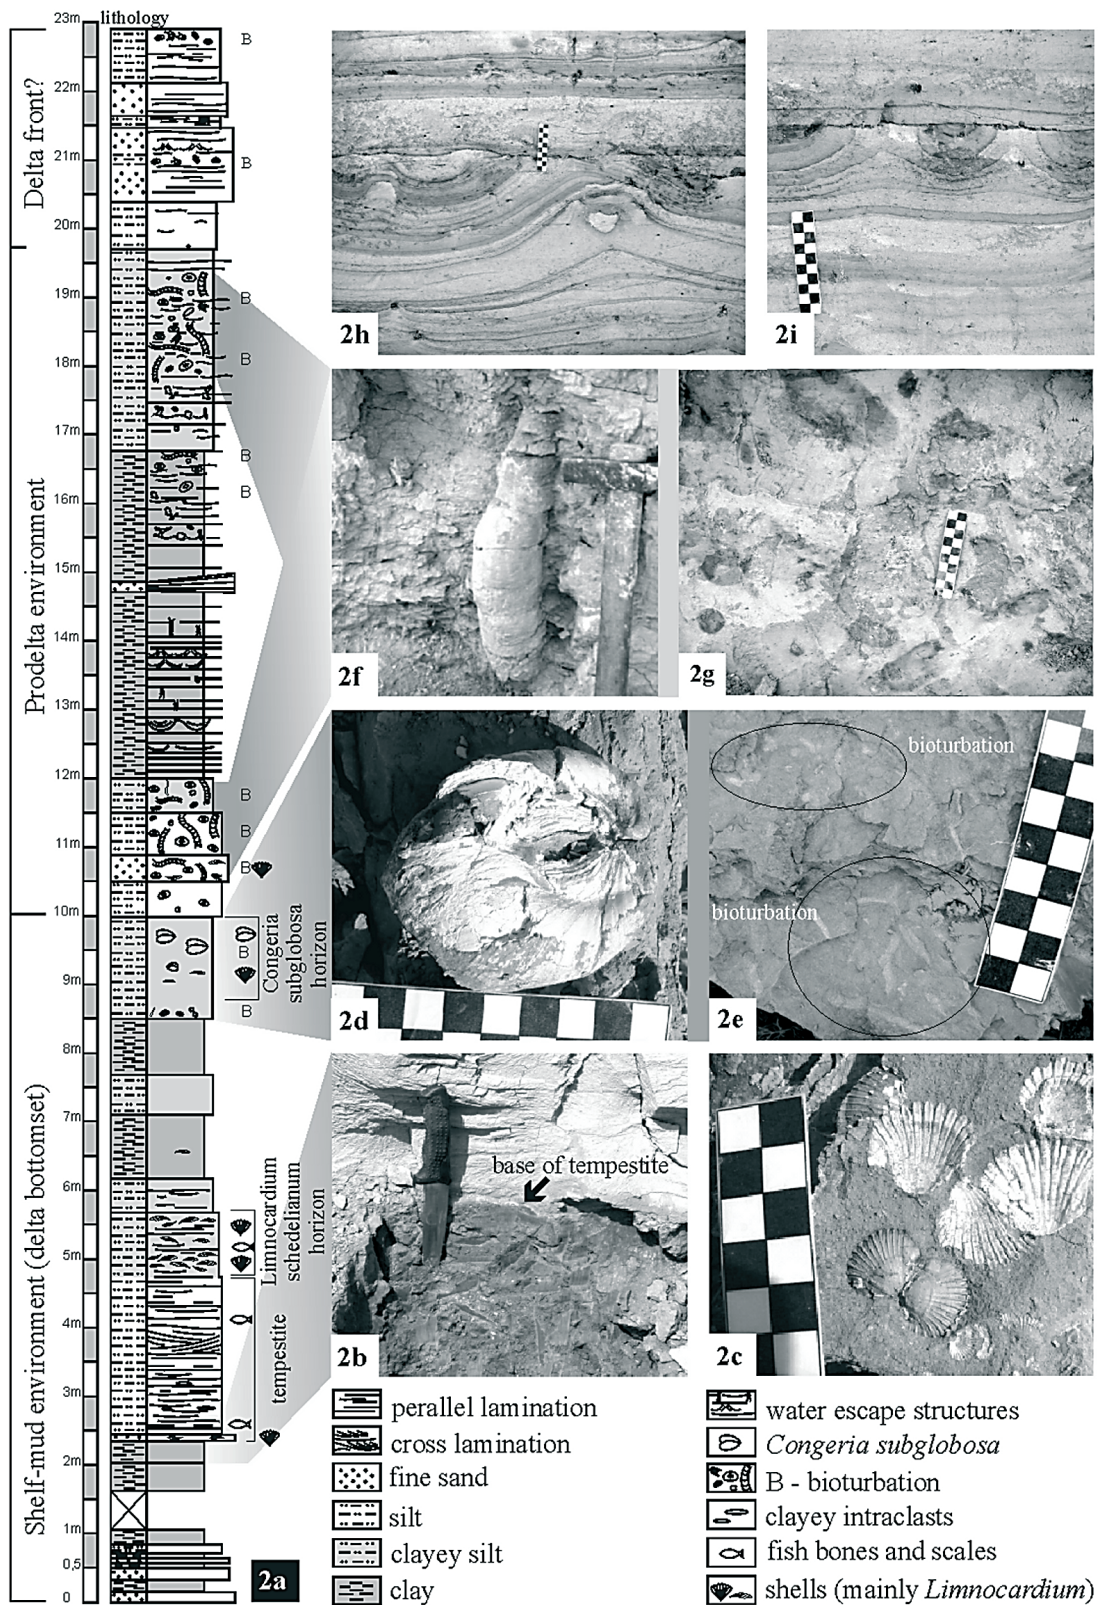 lithology
23m
22m
21m
20m
19m
18m
17m
16m
15m
14m
13m
12m
11m
10m
9m
8m
7m
6m
5m
4m
3m
2m
1m
0,5
0
Delta front?
Prodelta environment
Shelf-mud environment (delta bottomset)
B
B
B
B
B
B
B
B
B
B
B
Congeria
subglobosa
horizon
Limnocardium
schedelianum
horizon
tempestite
2a
2h
2i
2f
2g
2d
bioturbation
bioturbation
2e
base of tempestite
2b
2c
perallel lamination
cross lamination
fine sand
silt
clayey silt
clay
water escape structures
Congeria subglobosa
B - bioturbation
clayey intraclasts
fish bones and scales
shells (mainly Limnocardium)